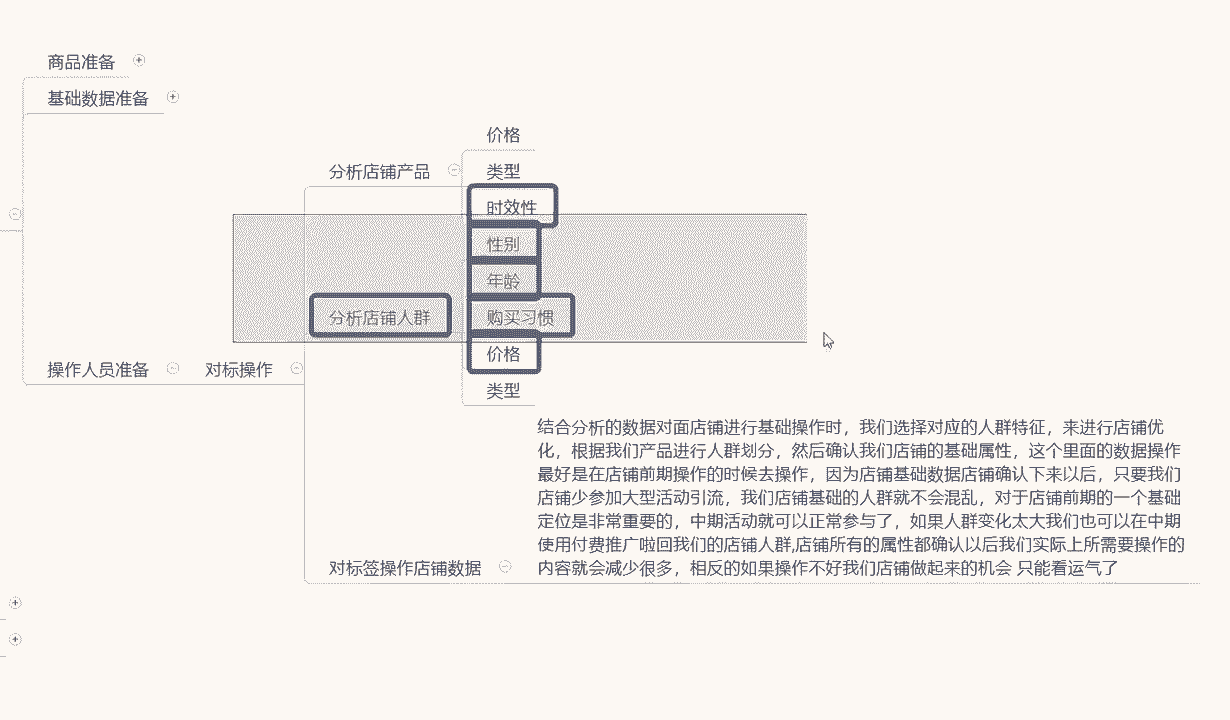 商品准备
基础数据准备
价格
分析店铺产品
类型
时效性
性别
年龄
分析店铺人群
购买习惯
价格
操作人员准备
对标操作
类型
结合分析的数据对面店铺进行基础操作时，我们选择对应的人群特征，来进行店铺优
化，根据我们产品进行人群划分，然后确认我们店铺的基础属性，这个里面的数据操作
最好是在店铺前期操作的时候去操作，因为店铺基础数据店铺确认下来以后，只要我们
店铺少参加大型活动引流，我们店铺基础的人群就不会混乱，对于店铺前期的一个基础
定位是非常重要的，中期活动就可以正常参与了，如果人群变化太大我们也可以在中期
使用付费推广啦回我们的店铺人群,店铺所有的属性都确认以后我们实际上所需要操作的
内容就会减少很多，相反的如果操作不好我们店铺做起来的机会 只能看运气了
对标签操作店铺数据